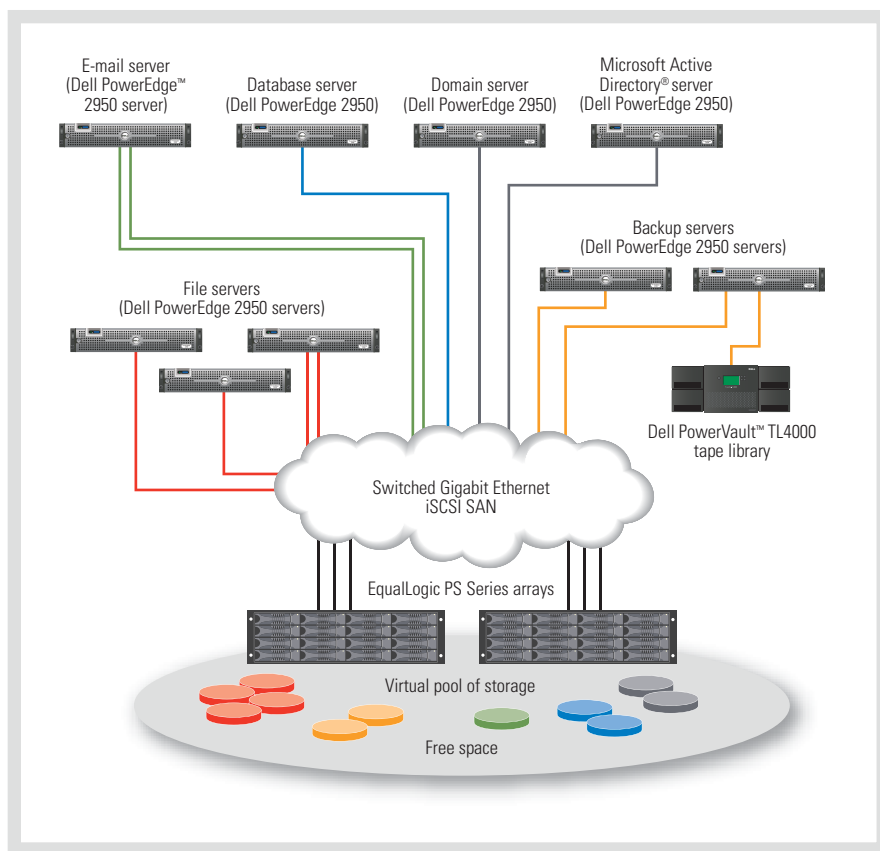 E-mail server
(Dell PowerEdge™
2950 server)
Database server
(Dell PowerEdge 2950)
Domain server
(Dell PowerEdge 2950)
Microsoft Active
Directory® server
(Dell PowerEdge 2950)
Backup servers
(Dell PowerEdge 2950 servers)
File servers
(Dell PowerEdge 2950 servers)
Dell PowerVault™ TL4000
tape library
Switched Gigabit Ethernet
iSCSI SAN
EqualLogic PS Series arrays
Virtual pool of storage
Free space